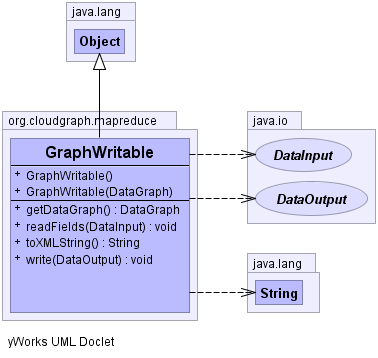 java.lang
Object
org.cloudgraph.mapreduce
GraphWritable
+ GraphWritable()
+ GraphWritable(DataGraph)
+ getDataGraph() : DataGraph
+ readFields(DataInput) : void
+ toXMLString() : String
+ write(DataOutput) : void
java.io
DataInput
DataOutput
java.lang
String
yWorks UML Doclet